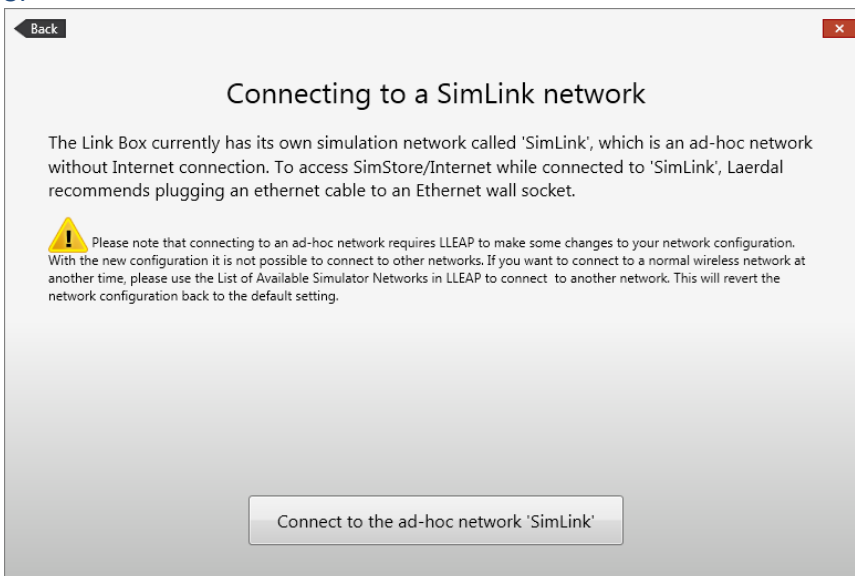 Back
Connecting to a SimLink network
The Link Box currently has its own simulation network called 'SimLink', which is an ad-hoc network
without Internet connection. To access SimStore/Internet while connected to 'SimLink', Laerdal
recommends plugging an ethernet cable to an Ethernet wall socket.
Please note that connecting to an ad-hoc network requires LLEAP to make some changes to your network configuration.
With the new configuration it is not possible to connect to other networks. If you want to connect to a normal wireless network at
another time, please use the List of Available Simulator Networks in LLEAP to connect to another network. This will revert the
network configuration back to the default setting.
Connect to the ad-hoc network 'SimLink'